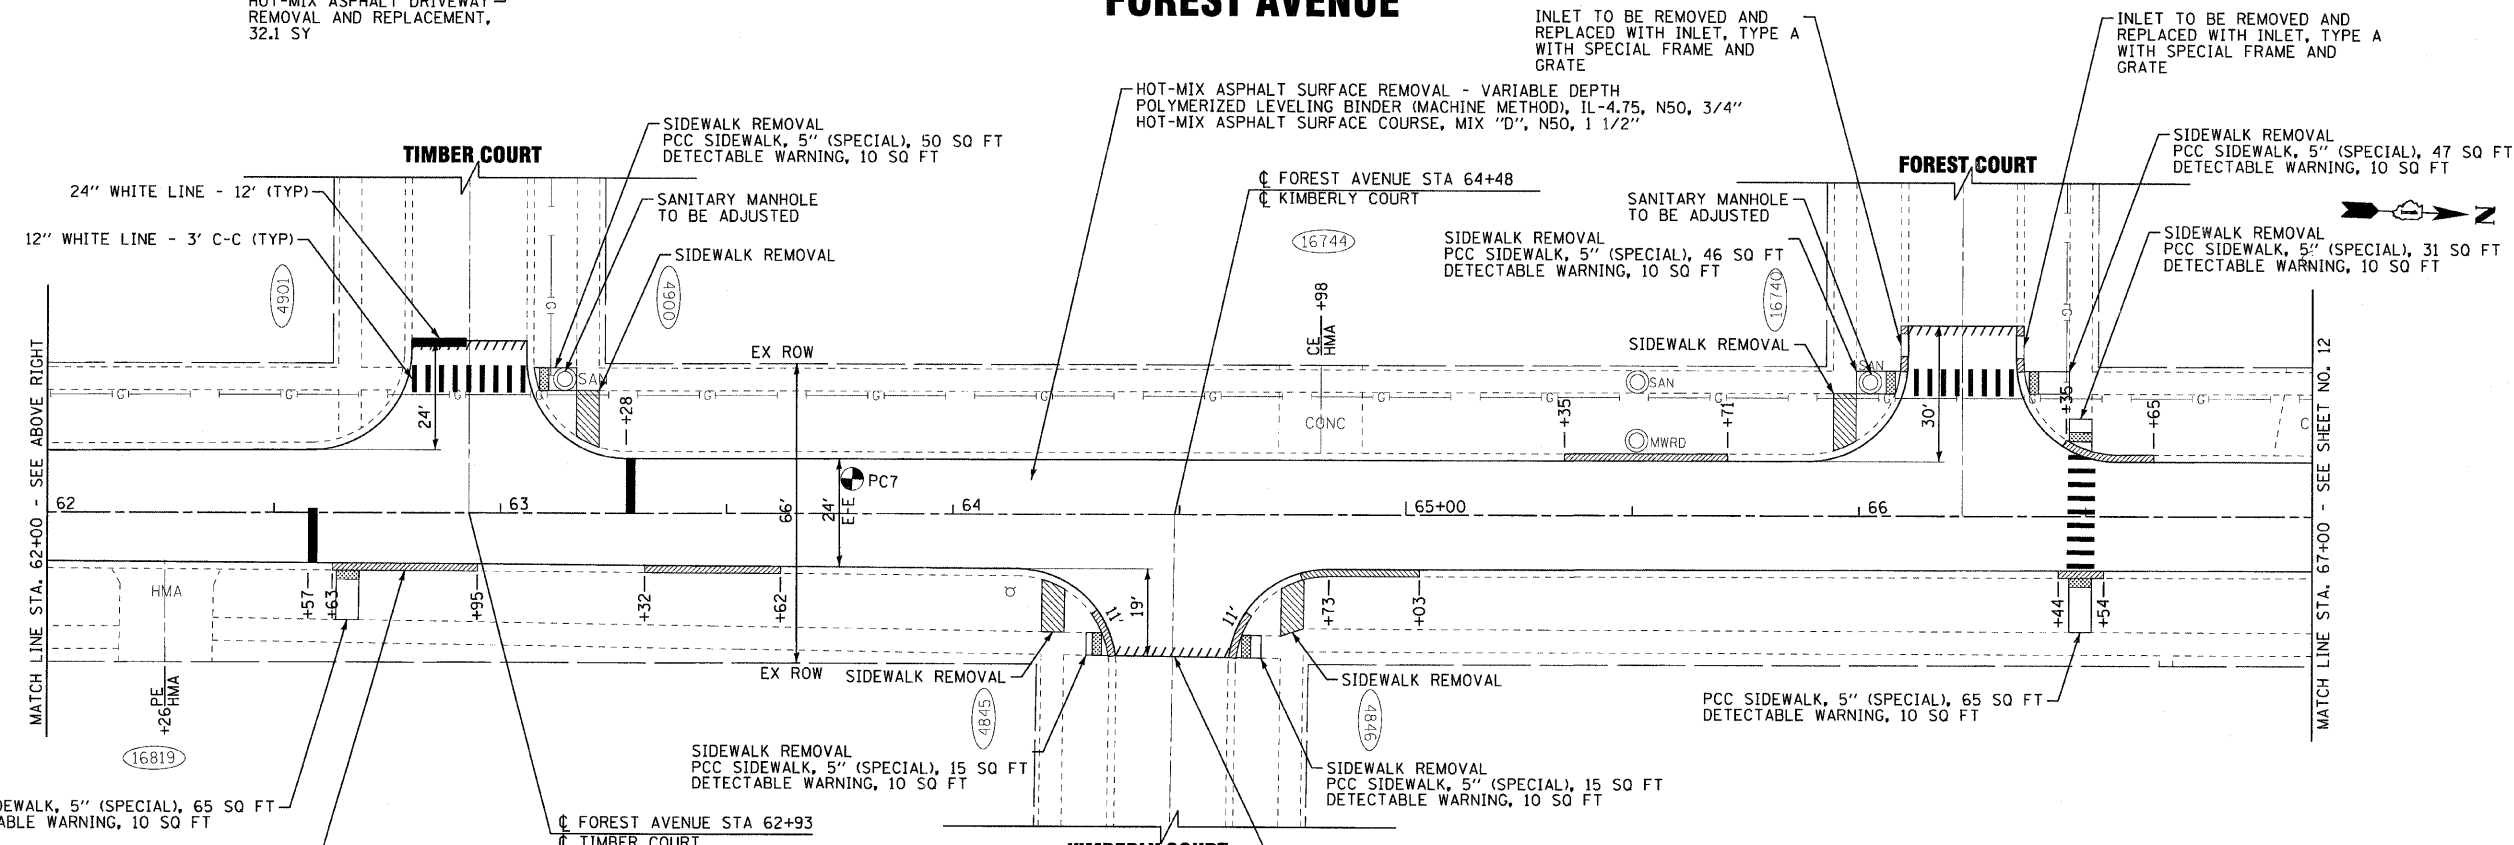 HOT-MIX ASPHALT DRIVEWAY
REMOVAL AND REPLACEMENT,
32.1 SY
FOREST AVENUE
INLET TO BE REMOVED AND
REPLACED WITH INLET, TYPE A
WITH SPECIAL FRAME AND
GRATE
INLET TO BE REMOVED AND
REPLACED WITH INLET, TYPE A
WITH SPECIAL FRAME AND
GRATE
HOT-MIX ASPHALT SURFACE REMOVAL - VARIABLE DEPTH
POLYMERIZED LEVELING BINDER (MACHINE METHOD), IL-4.75, N50, 3/4"
HOT-MIX ASPHALT SURFACE COURSE, MIX "D", N50, 1 1/2"
SIDEWALK REMOVAL
PCC SIDEWALK, 5" (SPECIAL), 50 SQ FT
DETECTABLE WARNING, 10 SQ FT
SIDEWALK REMOVAL
PCC SIDEWALK, 5" (SPECIAL), 47 SQ FT
DETECTABLE WARNING, 10 SQ FT
TIMBER COURT
FOREST COURT
24" WHITE LINE - 12' (TYP)
12" WHITE LINE - 3' C-C (TYP)
SANITARY MANHOLE
TO BE ADJUSTED
SIDEWALK REMOVAL
℄ FOREST AVENUE STA 64+48
℄ KIMBERLY COURT
16744
SANITARY MANHOLE
TO BE ADJUSTED
SIDEWALK REMOVAL
PCC SIDEWALK, 5" (SPECIAL), 46 SQ FT
DETECTABLE WARNING, 10 SQ FT
N
SIDEWALK REMOVAL
PCC SIDEWALK, 5" (SPECIAL), 31 SQ FT
DETECTABLE WARNING, 10 SQ FT
4901
4900
16740
CE +98
HMA
SIDEWALK REMOVAL
EX ROW
SAN
SAN
SAN
MWRD
CONC
C
G G G G G G G G G G G G G G G G
24'
+28
+35
+71
30'
+35
+65
PC7
62
63
64
65+00
66
66'
24'
E-E
MATCH LINE STA. 62+00 - SEE ABOVE RIGHT
MATCH LINE STA. 67+00 - SEE SHEET NO. 12
HMA
+57
+63
+95
+32
+62
11'
19'
11'
+73
+03
+44
+54
PE
+26 HMA
16819
EX ROW
SIDEWALK REMOVAL
SIDEWALK REMOVAL
4845
4846
PCC SIDEWALK, 5" (SPECIAL), 65 SQ FT
DETECTABLE WARNING, 10 SQ FT
SIDEWALK REMOVAL
PCC SIDEWALK, 5" (SPECIAL), 15 SQ FT
DETECTABLE WARNING, 10 SQ FT
SIDEWALK REMOVAL
PCC SIDEWALK, 5" (SPECIAL), 15 SQ FT
DETECTABLE WARNING, 10 SQ FT
DEWALK, 5" (SPECIAL), 65 SQ FT
ABLE WARNING, 10 SQ FT
℄ FOREST AVENUE STA 62+93
℄ TIMBER COURT
KIMBERLY COURT